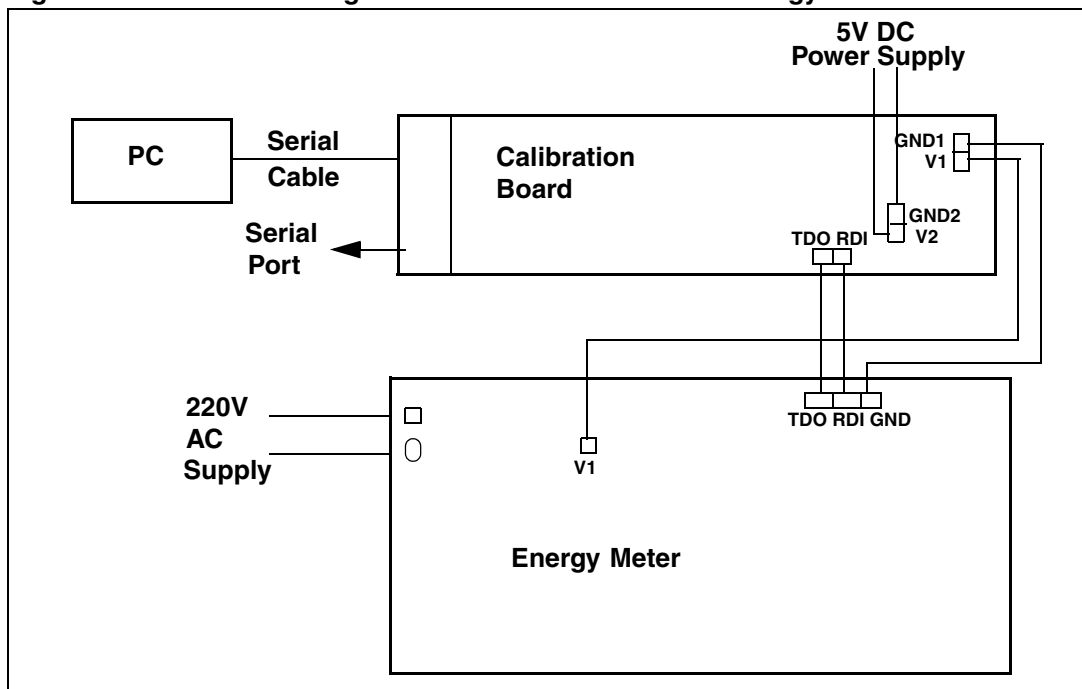 5V DC
Power Supply
PC
Serial
Cable
Calibration
Board
GND1
V1
Serial
Port
GND2
V2
TDO RDI
220V
AC
Supply
TDO RDI GND
V1
Energy Meter